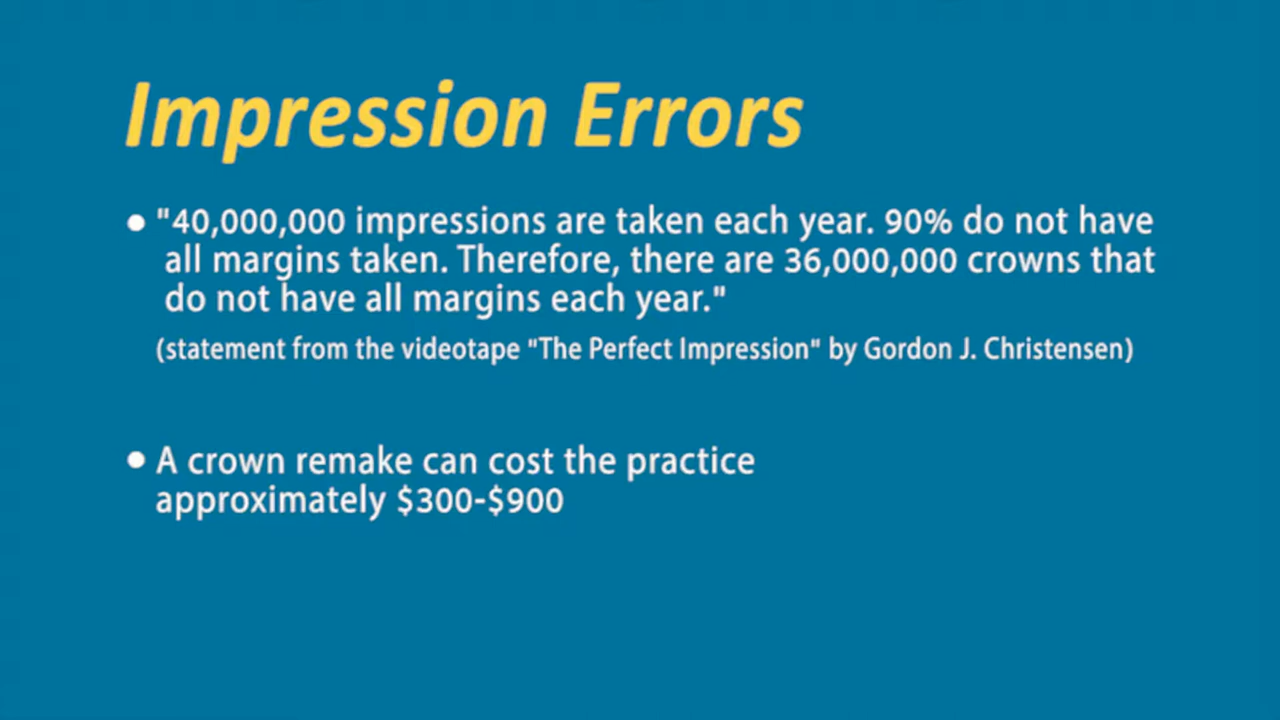 Impression Errors
• "40,000,000 impressions are taken each year. 90% do not have
all margins taken. Therefore, there are 36,000,000 crowns that
do not have all margins each year."
(statement from the videotape "The Perfect Impression" by Gordon J. Christensen)
• A crown remake can cost the practice
approximately $300-$900